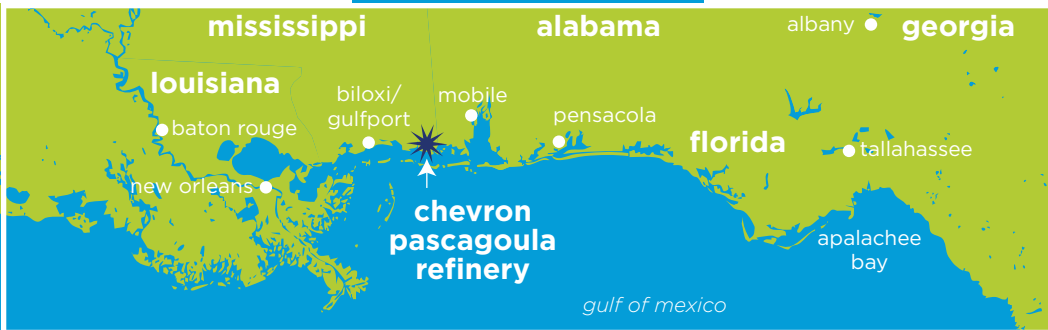 mississippi
alabama
albany
georgia
louisiana
biloxi/
gulfport
mobile
baton rouge
pensacola
florida
tallahassee
new orleans
chevron
pascagoula
refinery
apalachee
bay
gulf of mexico